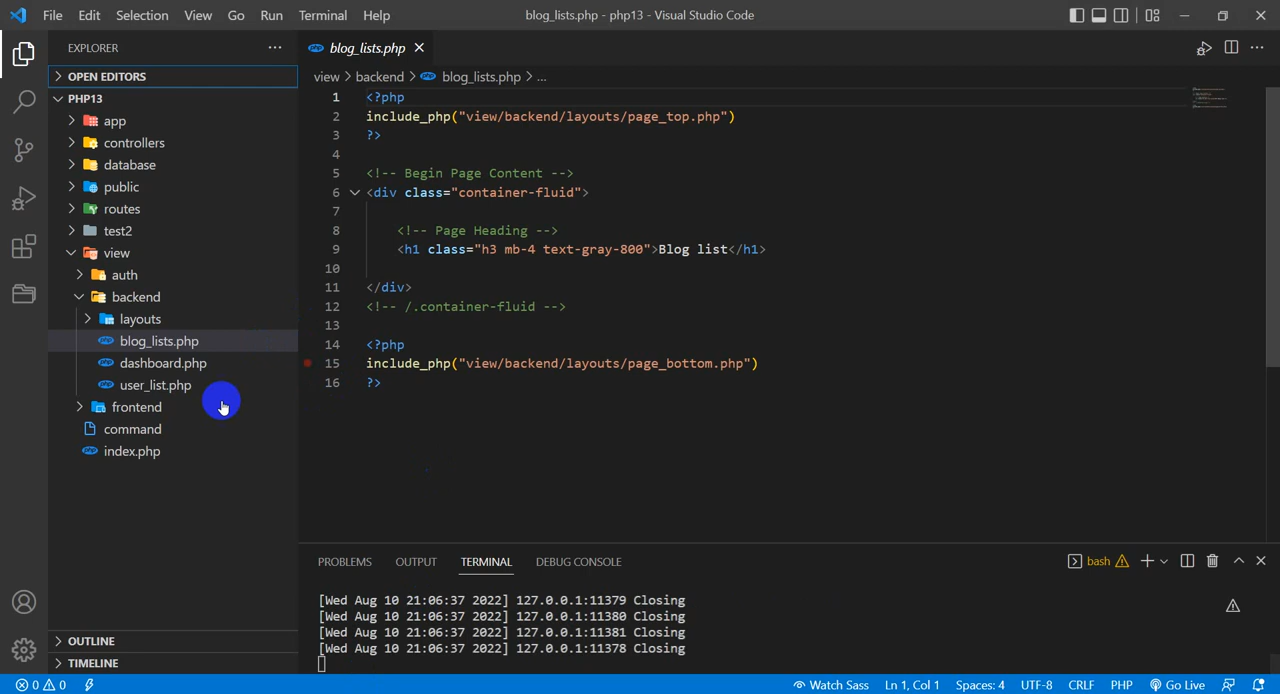 File Edit Selection View Go Run Terminal Help
blog_lists.php - php13 - Visual Studio Code
EXPLORER
OPEN EDITORS
PHP13
app
controllers
database
public
routes
test2
view
auth
backend
layouts
blog_lists.php
dashboard.php
user_list.php
frontend
command
index.php
OUTLINE
TIMELINE
blog_lists.php
view > backend > blog_lists.php > ...
1 <?php
2 include_php("view/backend/layouts/page_top.php")
3 ?>
4
5 <!-- Begin Page Content -->
6 <div class="container-fluid">
7
8 <!-- Page Heading -->
9 <h1 class="h3 mb-4 text-gray-800">Blog list</h1>
10
11 </div>
12 <!-- /.container-fluid -->
13
14 <?php
15 include_php("view/backend/layouts/page_bottom.php")
16 ?>
PROBLEMS OUTPUT TERMINAL DEBUG CONSOLE
bash
[Wed Aug 10 21:06:37 2022] 127.0.0.1:11379 Closing
[Wed Aug 10 21:06:37 2022] 127.0.0.1:11380 Closing
[Wed Aug 10 21:06:37 2022] 127.0.0.1:11381 Closing
[Wed Aug 10 21:06:37 2022] 127.0.0.1:11378 Closing
0 0 Watch Sass Ln 1, Col 1 Spaces: 4 UTF-8 CRLF PHP Go Live